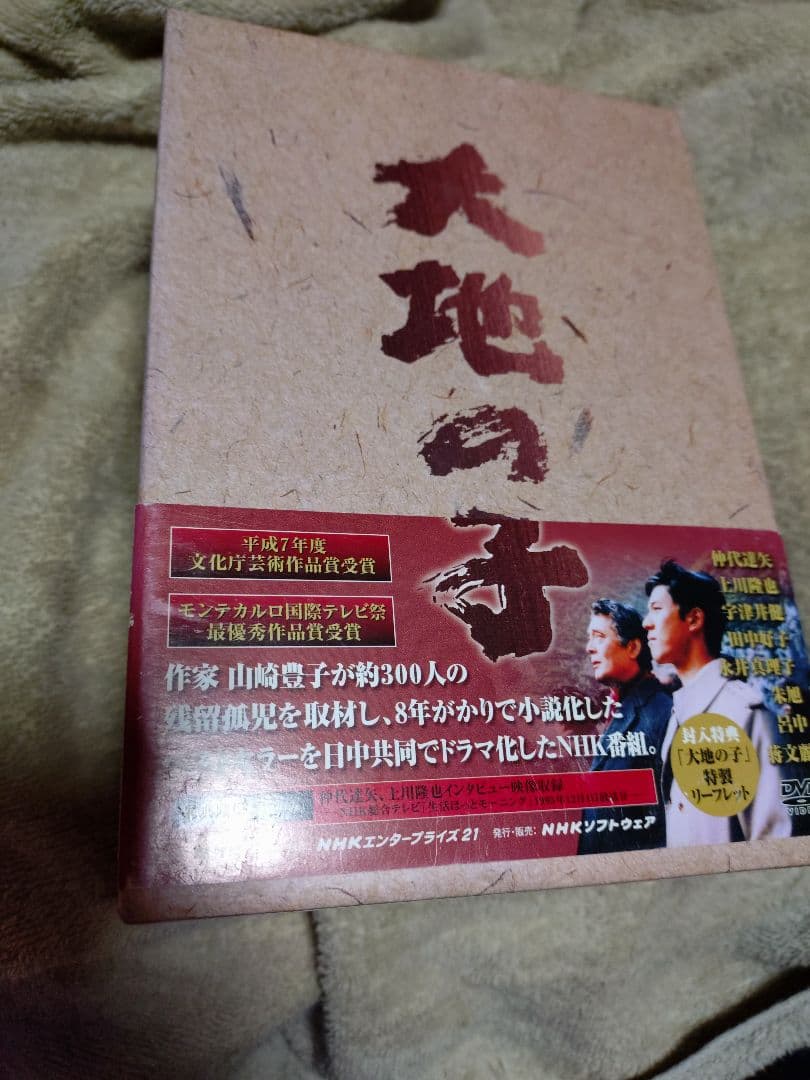 大地の子
平成7年度
文化庁芸術作品賞受賞
モンテカルロ国際テレビ祭
最優秀作品賞受賞
作家 山崎豊子が約300人の
残留孤児を取材し、8年がかりで小説化した
ラーを日中共同でドラマ化したNHK番組。
仲代達矢、上川隆也インタビュー映像収録
NHKエンタープライズ21 発行・販売: NHKソフトウェア
仲代達矢
上川隆也
宇津井健
田中好子
永井真理子
朱旭
呂中
蒋文麗
封入特典
「大地の子」
特製
リーフレット
DVD
VIDEO